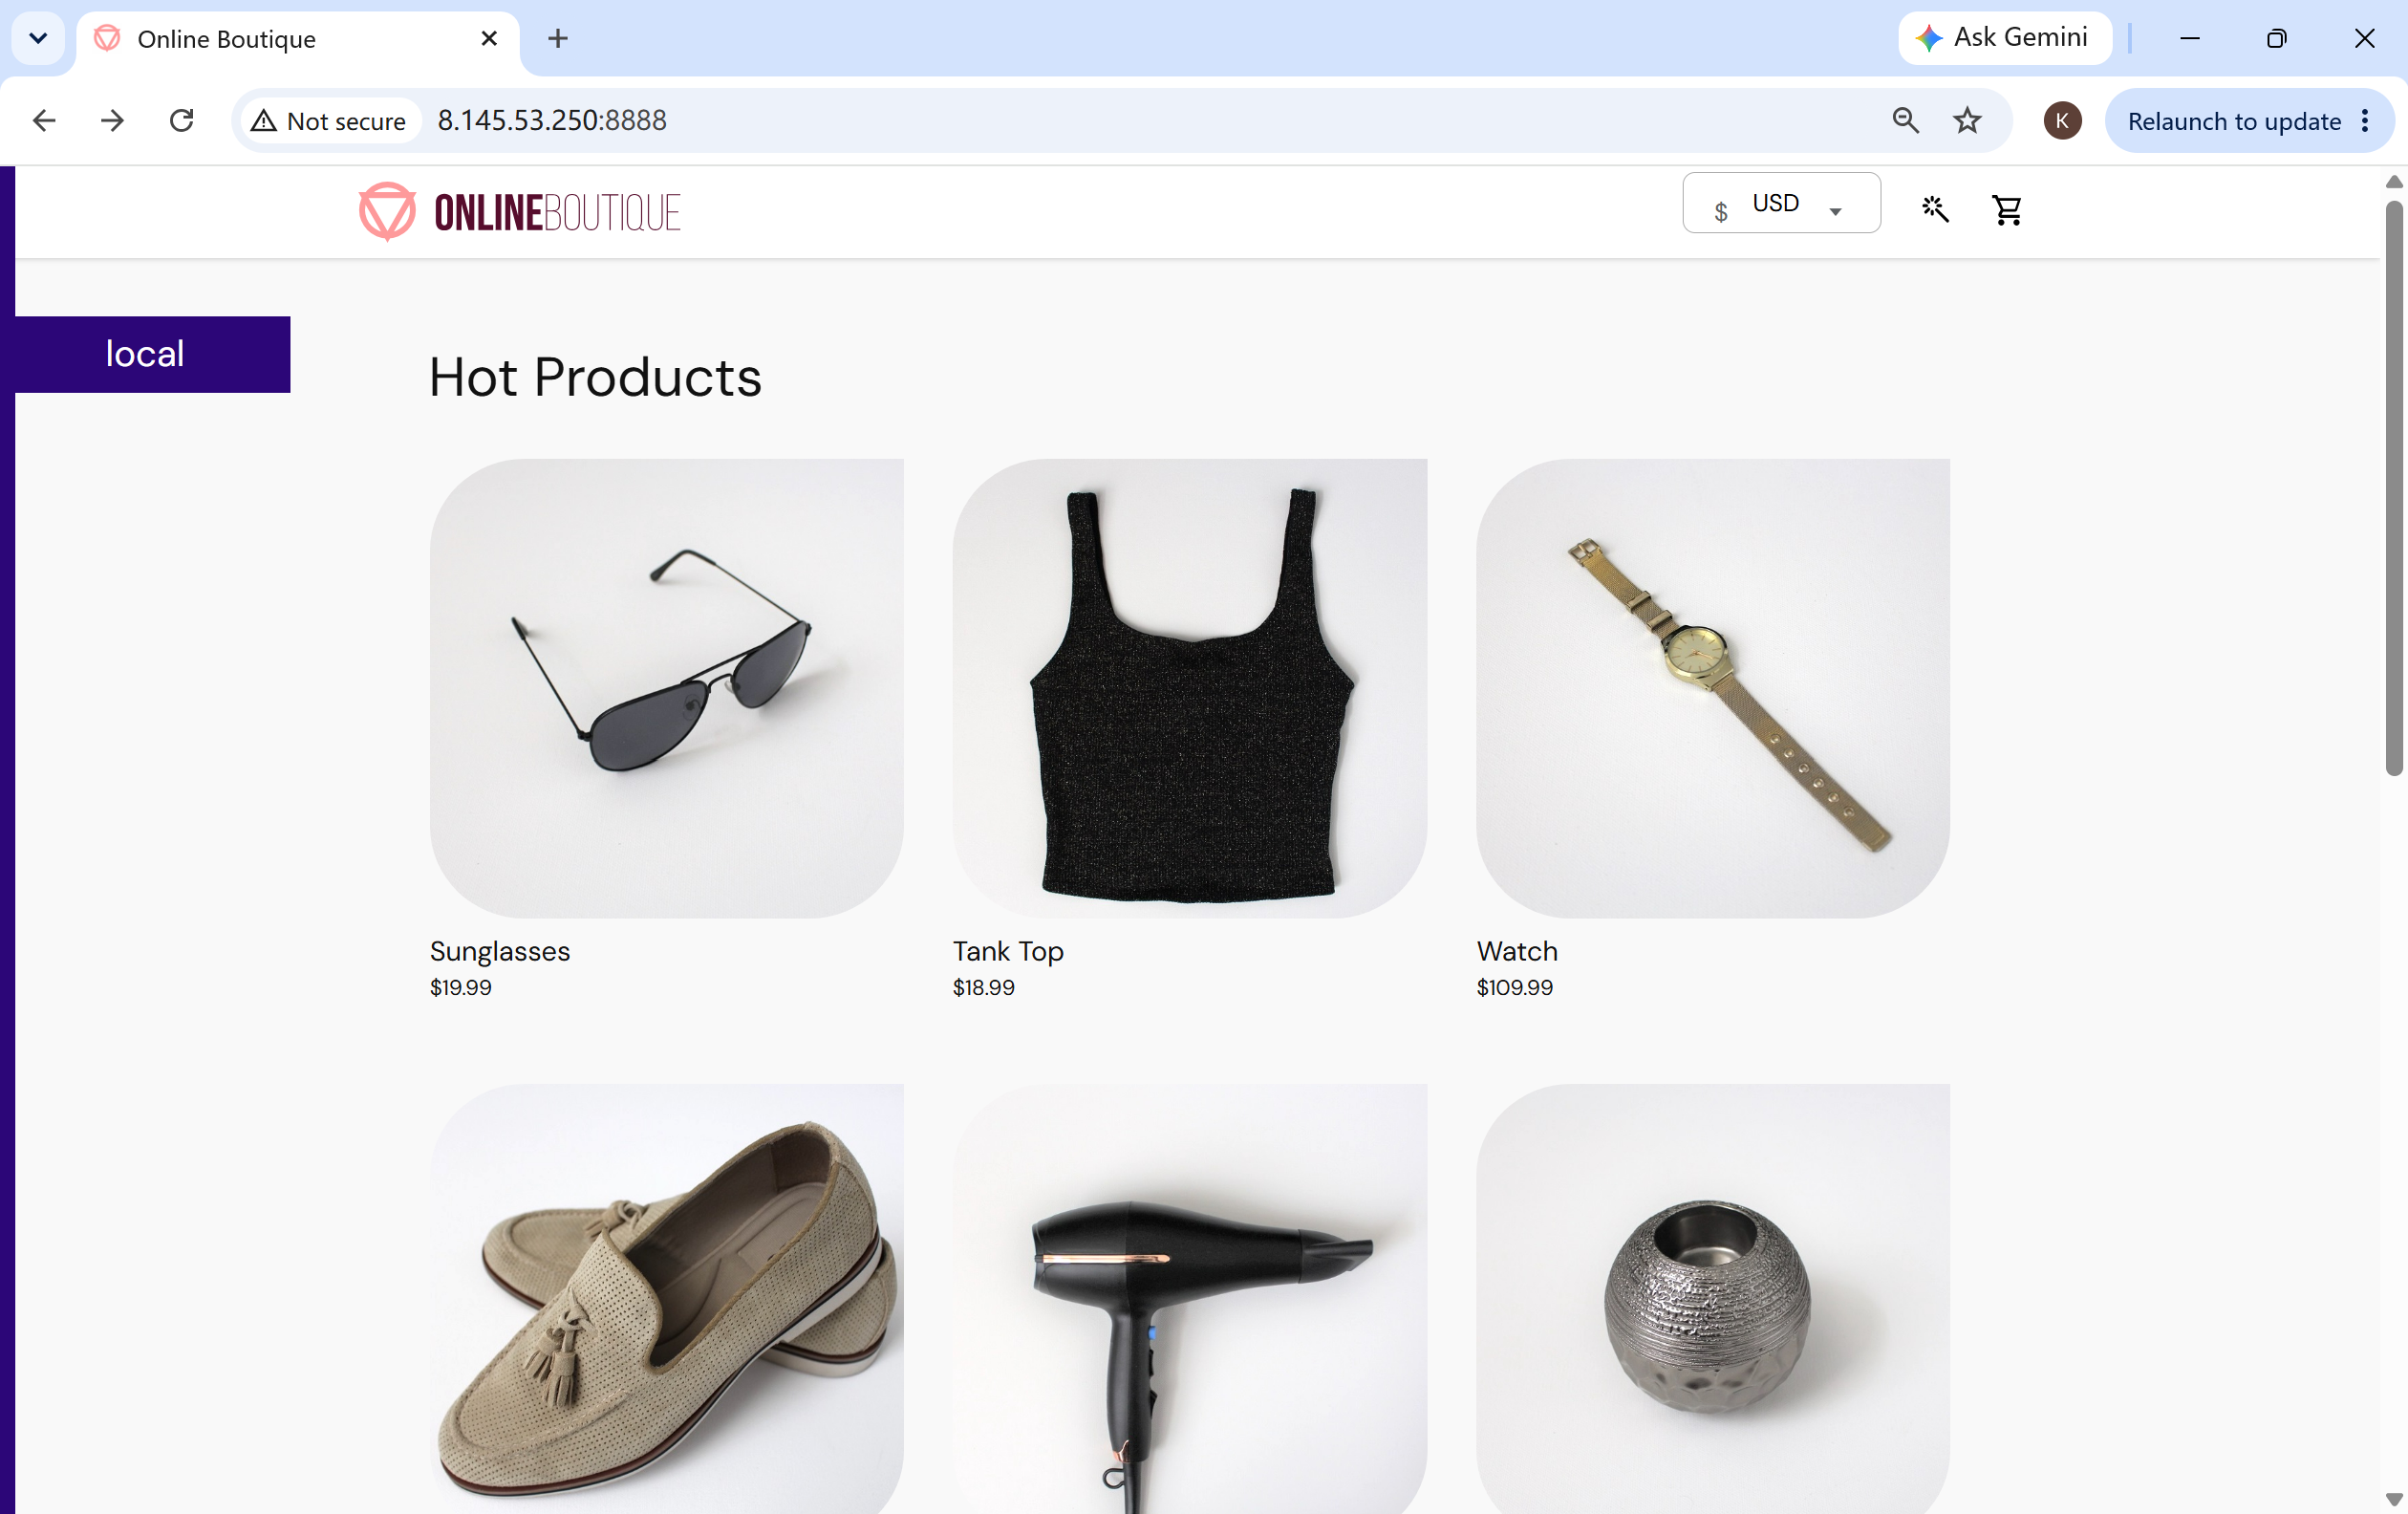 Online Boutique
Ask Gemini
Not secure
8.145.53.250:8888
K
Relaunch to update
ONLINEBOUTIQUE
$ USD
local
Hot Products
Sunglasses
$19.99
Tank Top
$18.99
Watch
$109.99